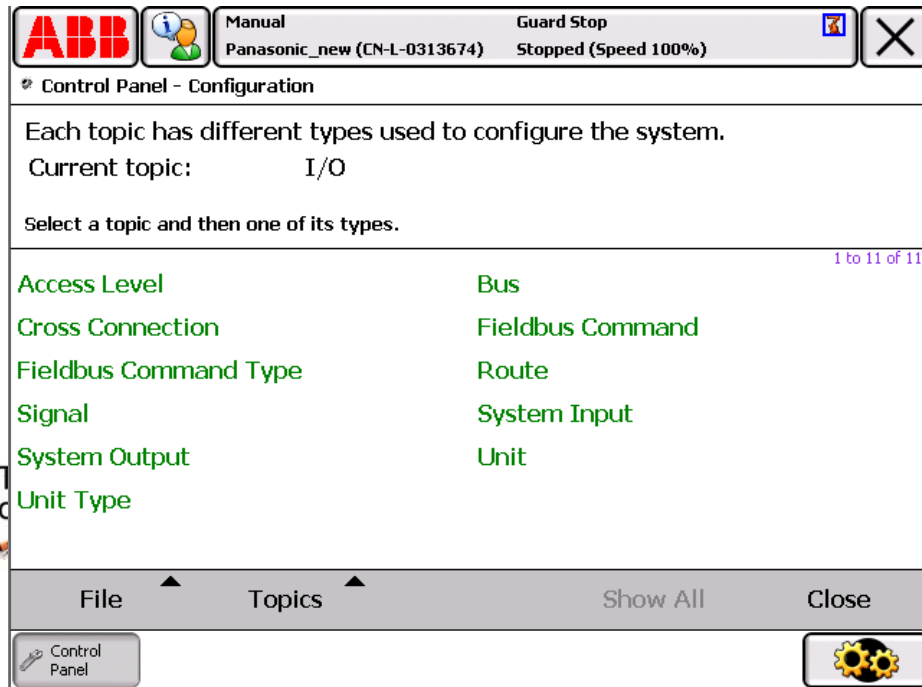 ABB
Manual
Guard Stop
Panasonic_new (CN-L-0313674)
Stopped (Speed 100%)
Control Panel - Configuration
Each topic has different types used to configure the system.
Current topic: I/O
Select a topic and then one of its types.
1 to 11 of 11
Access Level
Bus
Cross Connection
Fieldbus Command
Fieldbus Command Type
Route
Signal
System Input
System Output
Unit
Unit Type
File
Topics
Show All
Close
Control
Panel